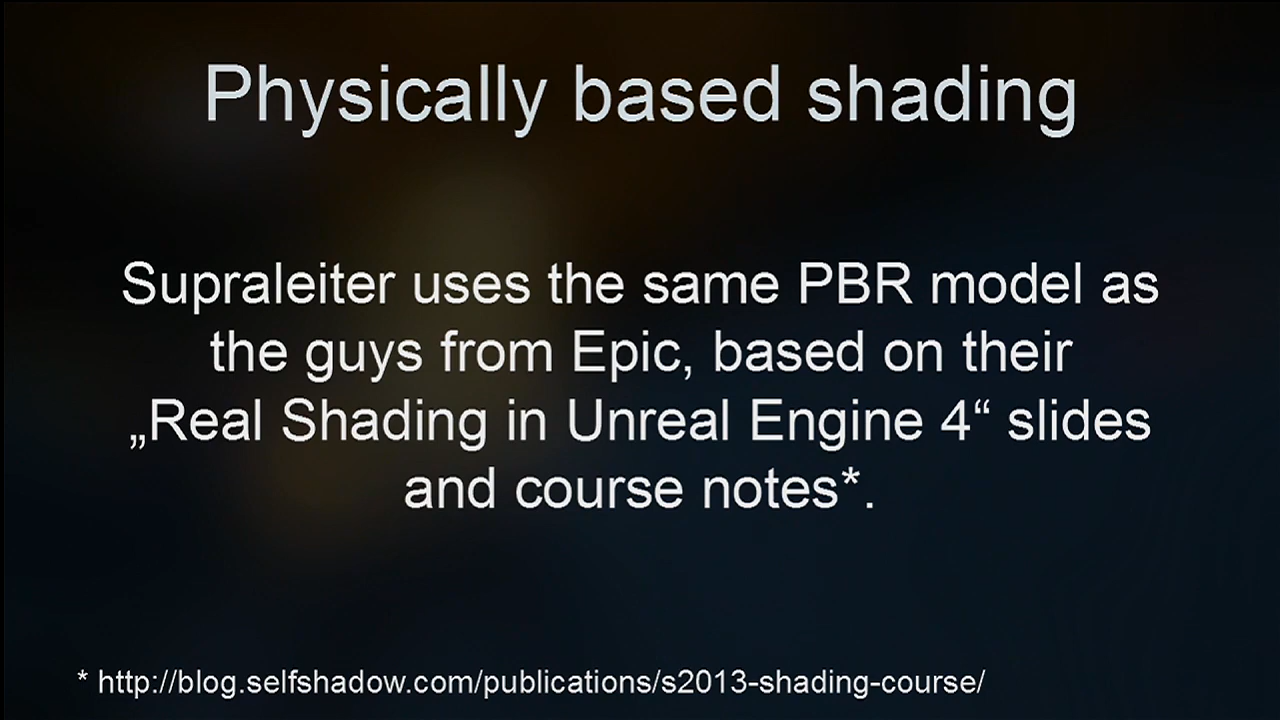 Physically based shading
Supraleiter uses the same PBR model as
the guys from Epic, based on their
„Real Shading in Unreal Engine 4“ slides
and course notes*.
* http://blog.selfshadow.com/publications/s2013-shading-course/